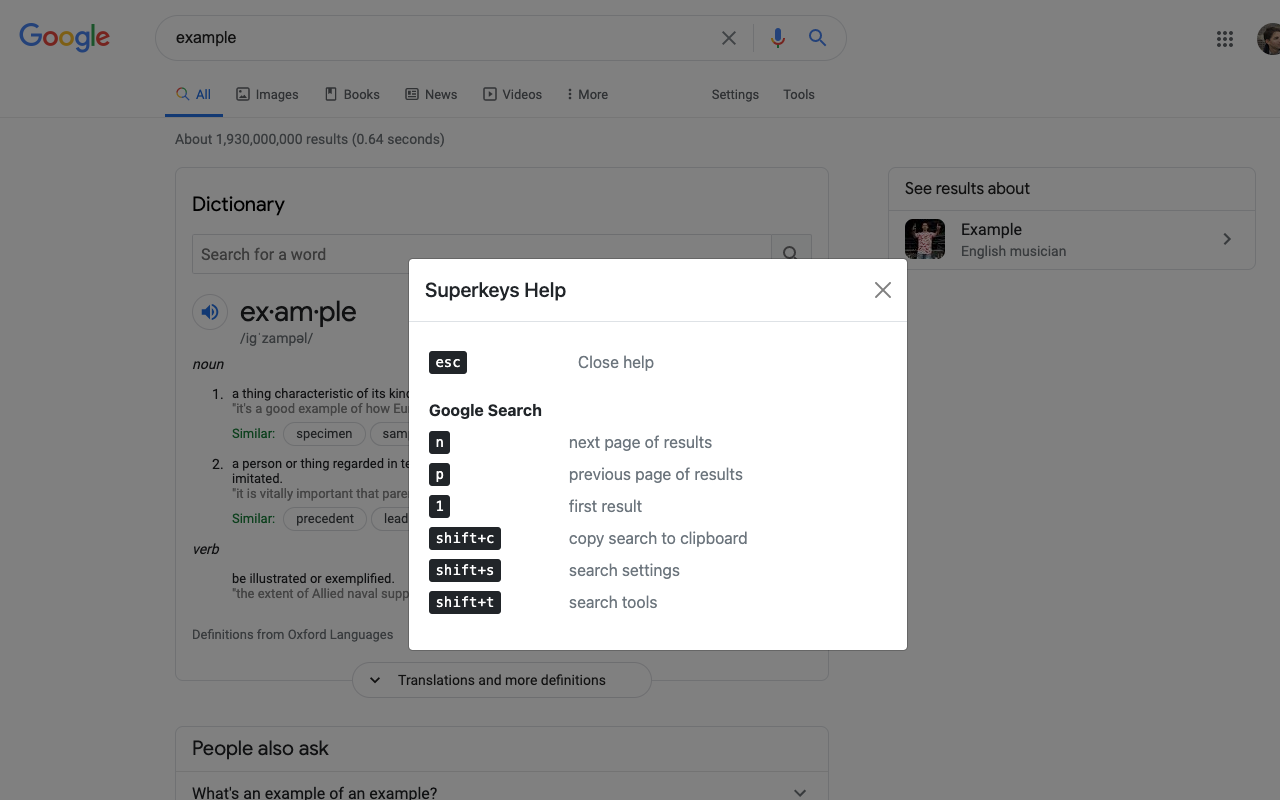 Google
example
All Images Books News Videos More Settings Tools
About 1,930,000,000 results (0.64 seconds)
Dictionary
Search for a word
ex·am·ple
/iɡˈzampəl/
noun
1. a thing characteristic of its kind
"it's a good example of how
Similar: specimen
2. a person or thing regarded in
imitated.
"it is vitally important that
Similar: precedent
verb
be illustrated or exemplified.
"the extent of Allied naval
Definitions from Oxford Languages
Translations and more definitions
People also ask
What's an example of an example?
See results about
Example
English musician
Superkeys Help
esc Close help
Google Search
n next page of results
p previous page of results
1 first result
shift+c copy search to clipboard
shift+s search settings
shift+t search tools